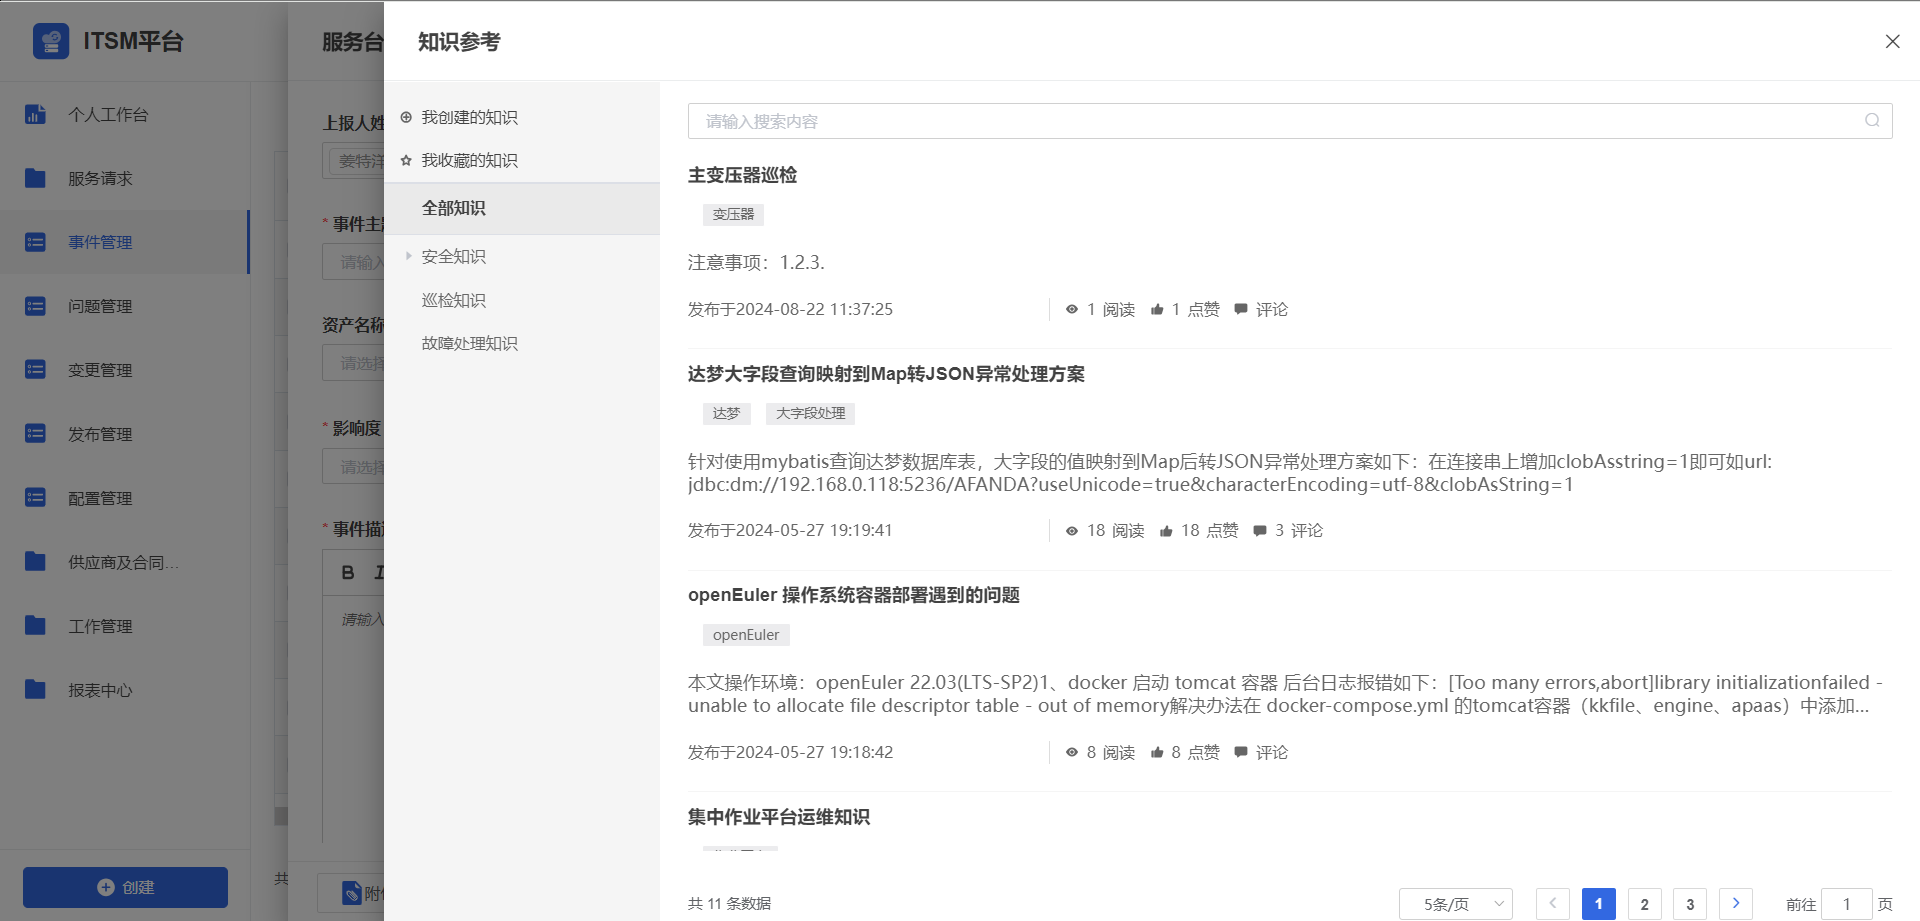 ITSM平台
个人工作台
服务请求
事件管理
问题管理
变更管理
发布管理
配置管理
供应商及合同...
工作管理
报表中心
创建
共
服务台
上报人姓
姜特洋
* 事件主
请输入
资产名称
请选择
* 影响度
请选择
* 事件描
B I
请输入
附
知识参考
我创建的知识
我收藏的知识
全部知识
安全知识
巡检知识
故障处理知识
请输入搜索内容
主变压器巡检
变压器
注意事项：1.2.3.
发布于2024-08-22 11:37:25 1 阅读 1 点赞 评论
达梦大字段查询映射到Map转JSON异常处理方案
达梦 大字段处理
针对使用mybatis查询达梦数据库表，大字段的值映射到Map后转JSON异常处理方案如下：在连接串上增加clobAsstring=1即可如url:
jdbc:dm://192.168.0.118:5236/AFANDA?useUnicode=true&characterEncoding=utf-8&clobAsString=1
发布于2024-05-27 19:19:41 18 阅读 18 点赞 3 评论
openEuler 操作系统容器部署遇到的问题
openEuler
本文操作环境：openEuler 22.03(LTS-SP2)1、docker 启动 tomcat 容器 后台日志报错如下：[Too many errors,abort]library initializationfailed -
unable to allocate file descriptor table - out of memory解决办法在 docker-compose.yml 的tomcat容器（kkfile、engine、apaas）中添加...
发布于2024-05-27 19:18:42 8 阅读 8 点赞 评论
集中作业平台运维知识
共 11 条数据
5条/页
1 2 3
前往 1 页